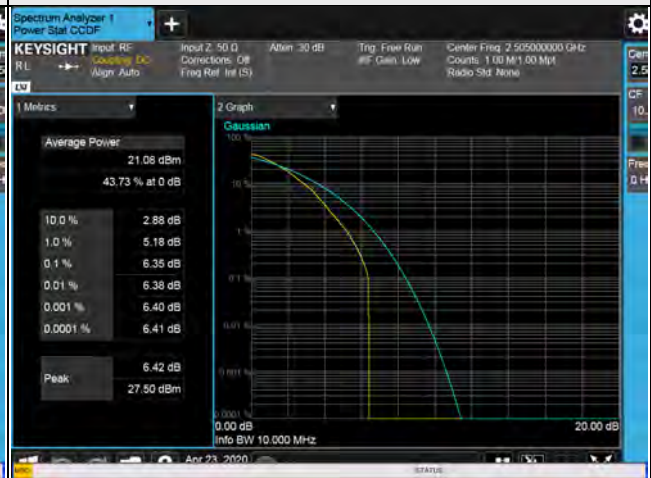 Spectrum Analyzer 1
Power Stat CCDF
+
KEYSIGHT Input: RF Input Z: 50 Ω Atten: 30 dB Trig: Free Run Center Freq: 2.505000000 GHz
RL Coupling: DC Corrections: Off #IF Gain: Low Counts: 1.00 M/1.00 Mpt
Align: Auto Freq Ref: Int (S) Radio Std: None
1 Metrics
2 Graph
Average Power
21.08 dBm
43.73 % at 0 dB
10.0 % 2.88 dB
1.0 % 5.18 dB
0.1 % 6.35 dB
0.01 % 6.38 dB
0.001 % 6.40 dB
0.0001 % 6.41 dB
Peak
6.42 dB
27.50 dBm
Gaussian
100 %
10 %
1 %
0.1 %
0.01 %
0.001 %
0.0001 %
0.00 dB 20.00 dB
Info BW 10.000 MHz
Apr 23, 2020
MSG STATUS
CF